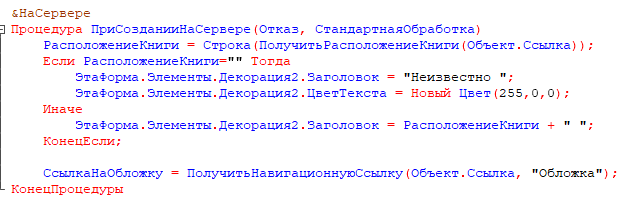 &НаСервере
Процедура ПриСозданииНаСервере(Отказ, СтандартнаяОбработка)
РасположениеКниги = Строка(ПолучитьРасположениеКниги(Объект.Ссылка));
Если РасположениеКниги="" Тогда
ЭтаФорма.Элементы.Декорация2.Заголовок = "Неизвестно ";
ЭтаФорма.Элементы.Декорация2.ЦветТекста = Новый Цвет(255,0,0);
Иначе
ЭтаФорма.Элементы.Декорация2.Заголовок = РасположениеКниги + " ";
КонецЕсли;
СсылкаНаОбложку = ПолучитьНавигационнуюСсылку(Объект.Ссылка, "Обложка");
КонецПроцедуры